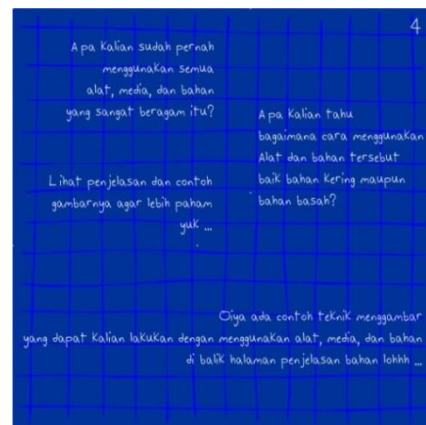 4
Apa Kalian sudah pernah
menggunakan semua
alat, media, dan bahan
yang sangat beragam itu?
Apa Kalian tahu
bagaimana cara menggunakan
Alat dan bahan tersebut
baik bahan Kering maupun
bahan basah?
Lihat penjelasan dan contoh
gambarnya agar lebih paham
yuk ...
Oiya ada contoh teknik menggambar
yang dapat Kalian lakukan dengan menggunakan alat, media, dan bahan
di balik halaman penjelasan bahan lohhh ...